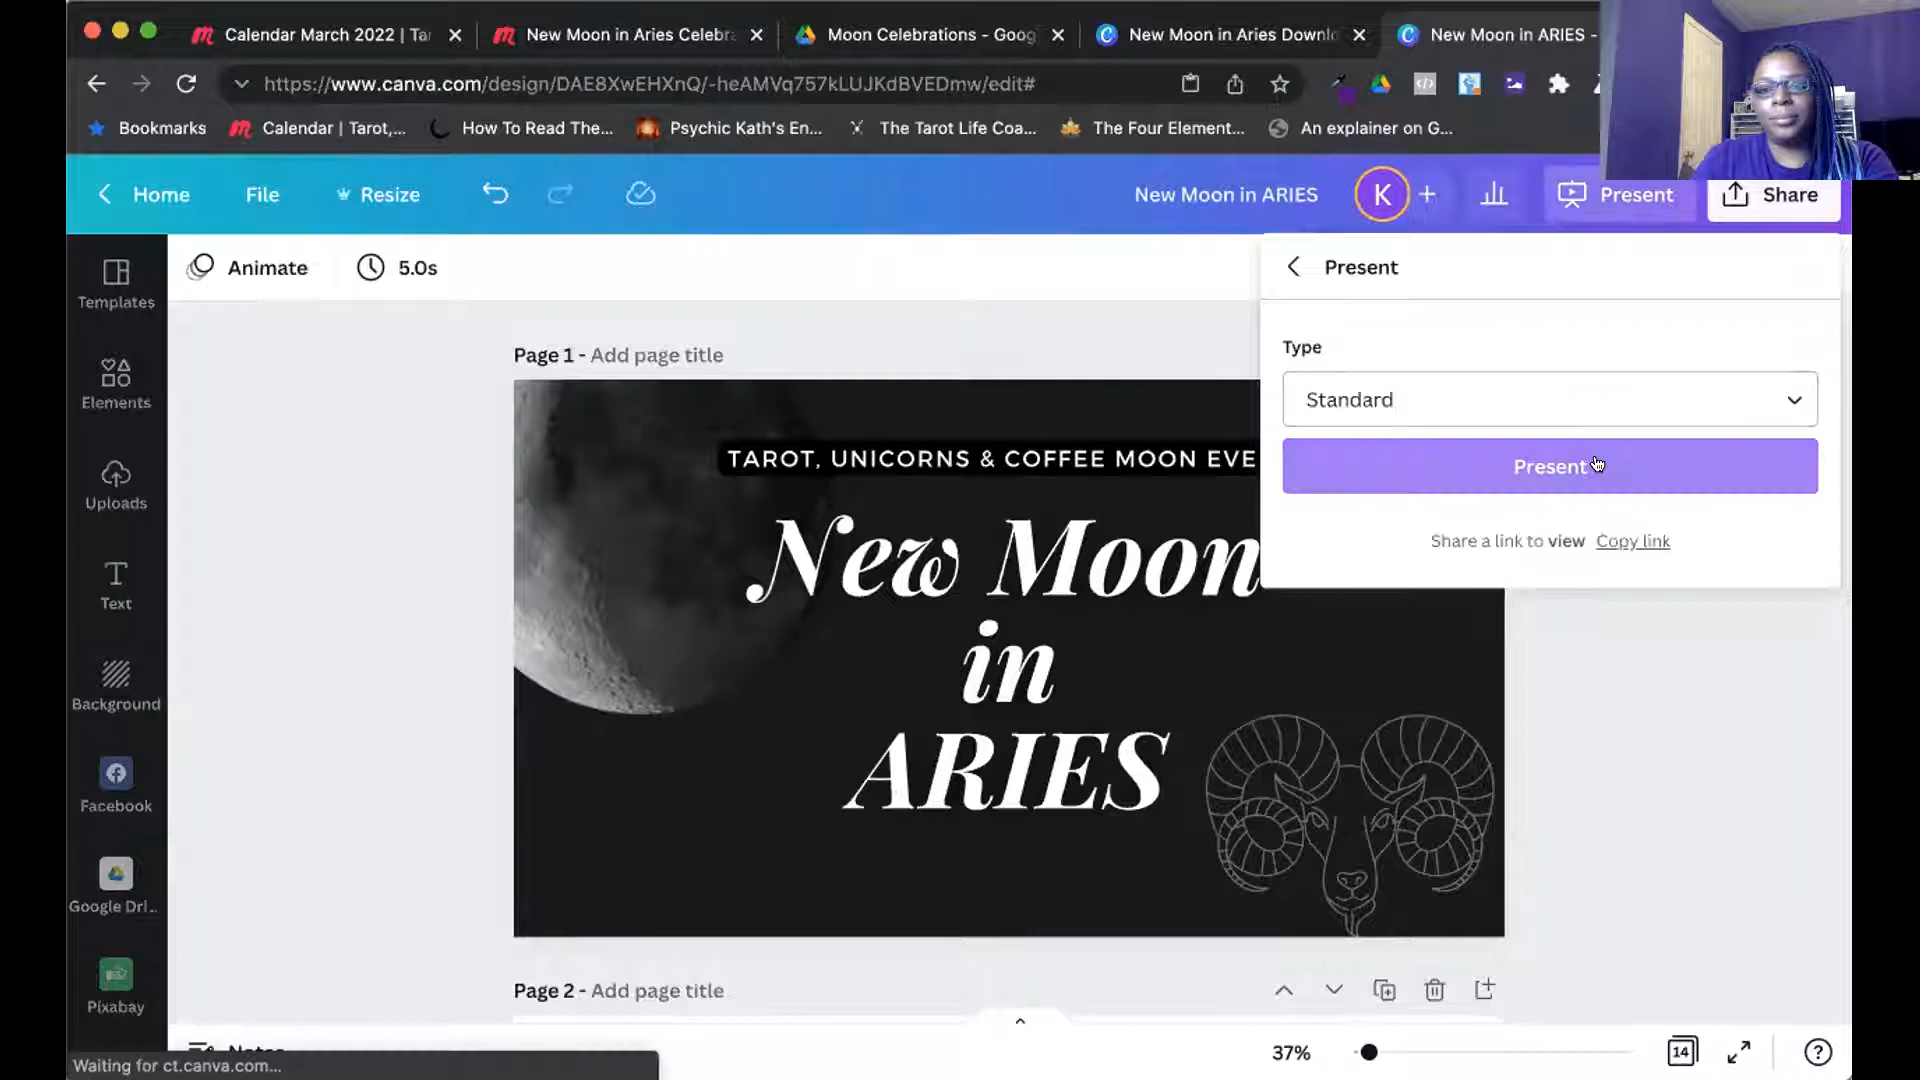 Calendar March 2022 | Ta
New Moon in Aries Celebr
Moon Celebrations - Goog
New Moon in Aries Downl
New Moon in ARIES -
https://www.canva.com/design/DAE8XwEHXnQ/-heAMVq757kLUJKdBVEDmw/edit#
Bookmarks
Calendar | Tarot,...
How To Read The...
Psychic Kath's En...
The Tarot Life Coa...
The Four Element...
An explainer on G...
Home
File
Resize
New Moon in ARIES
K
Present
Share
Animate
5.0s
Present
Templates
Elements
Uploads
Text
Background
Facebook
Google Dri...
Pixabay
Type
Standard
Present
Share a link to view Copy link
Page 1 - Add page title
TAROT, UNICORNS & COFFEE MOON EVE
New Moon
in
ARIES
Page 2 - Add page title
Notes
Waiting for ct.canva.com...
37%
14